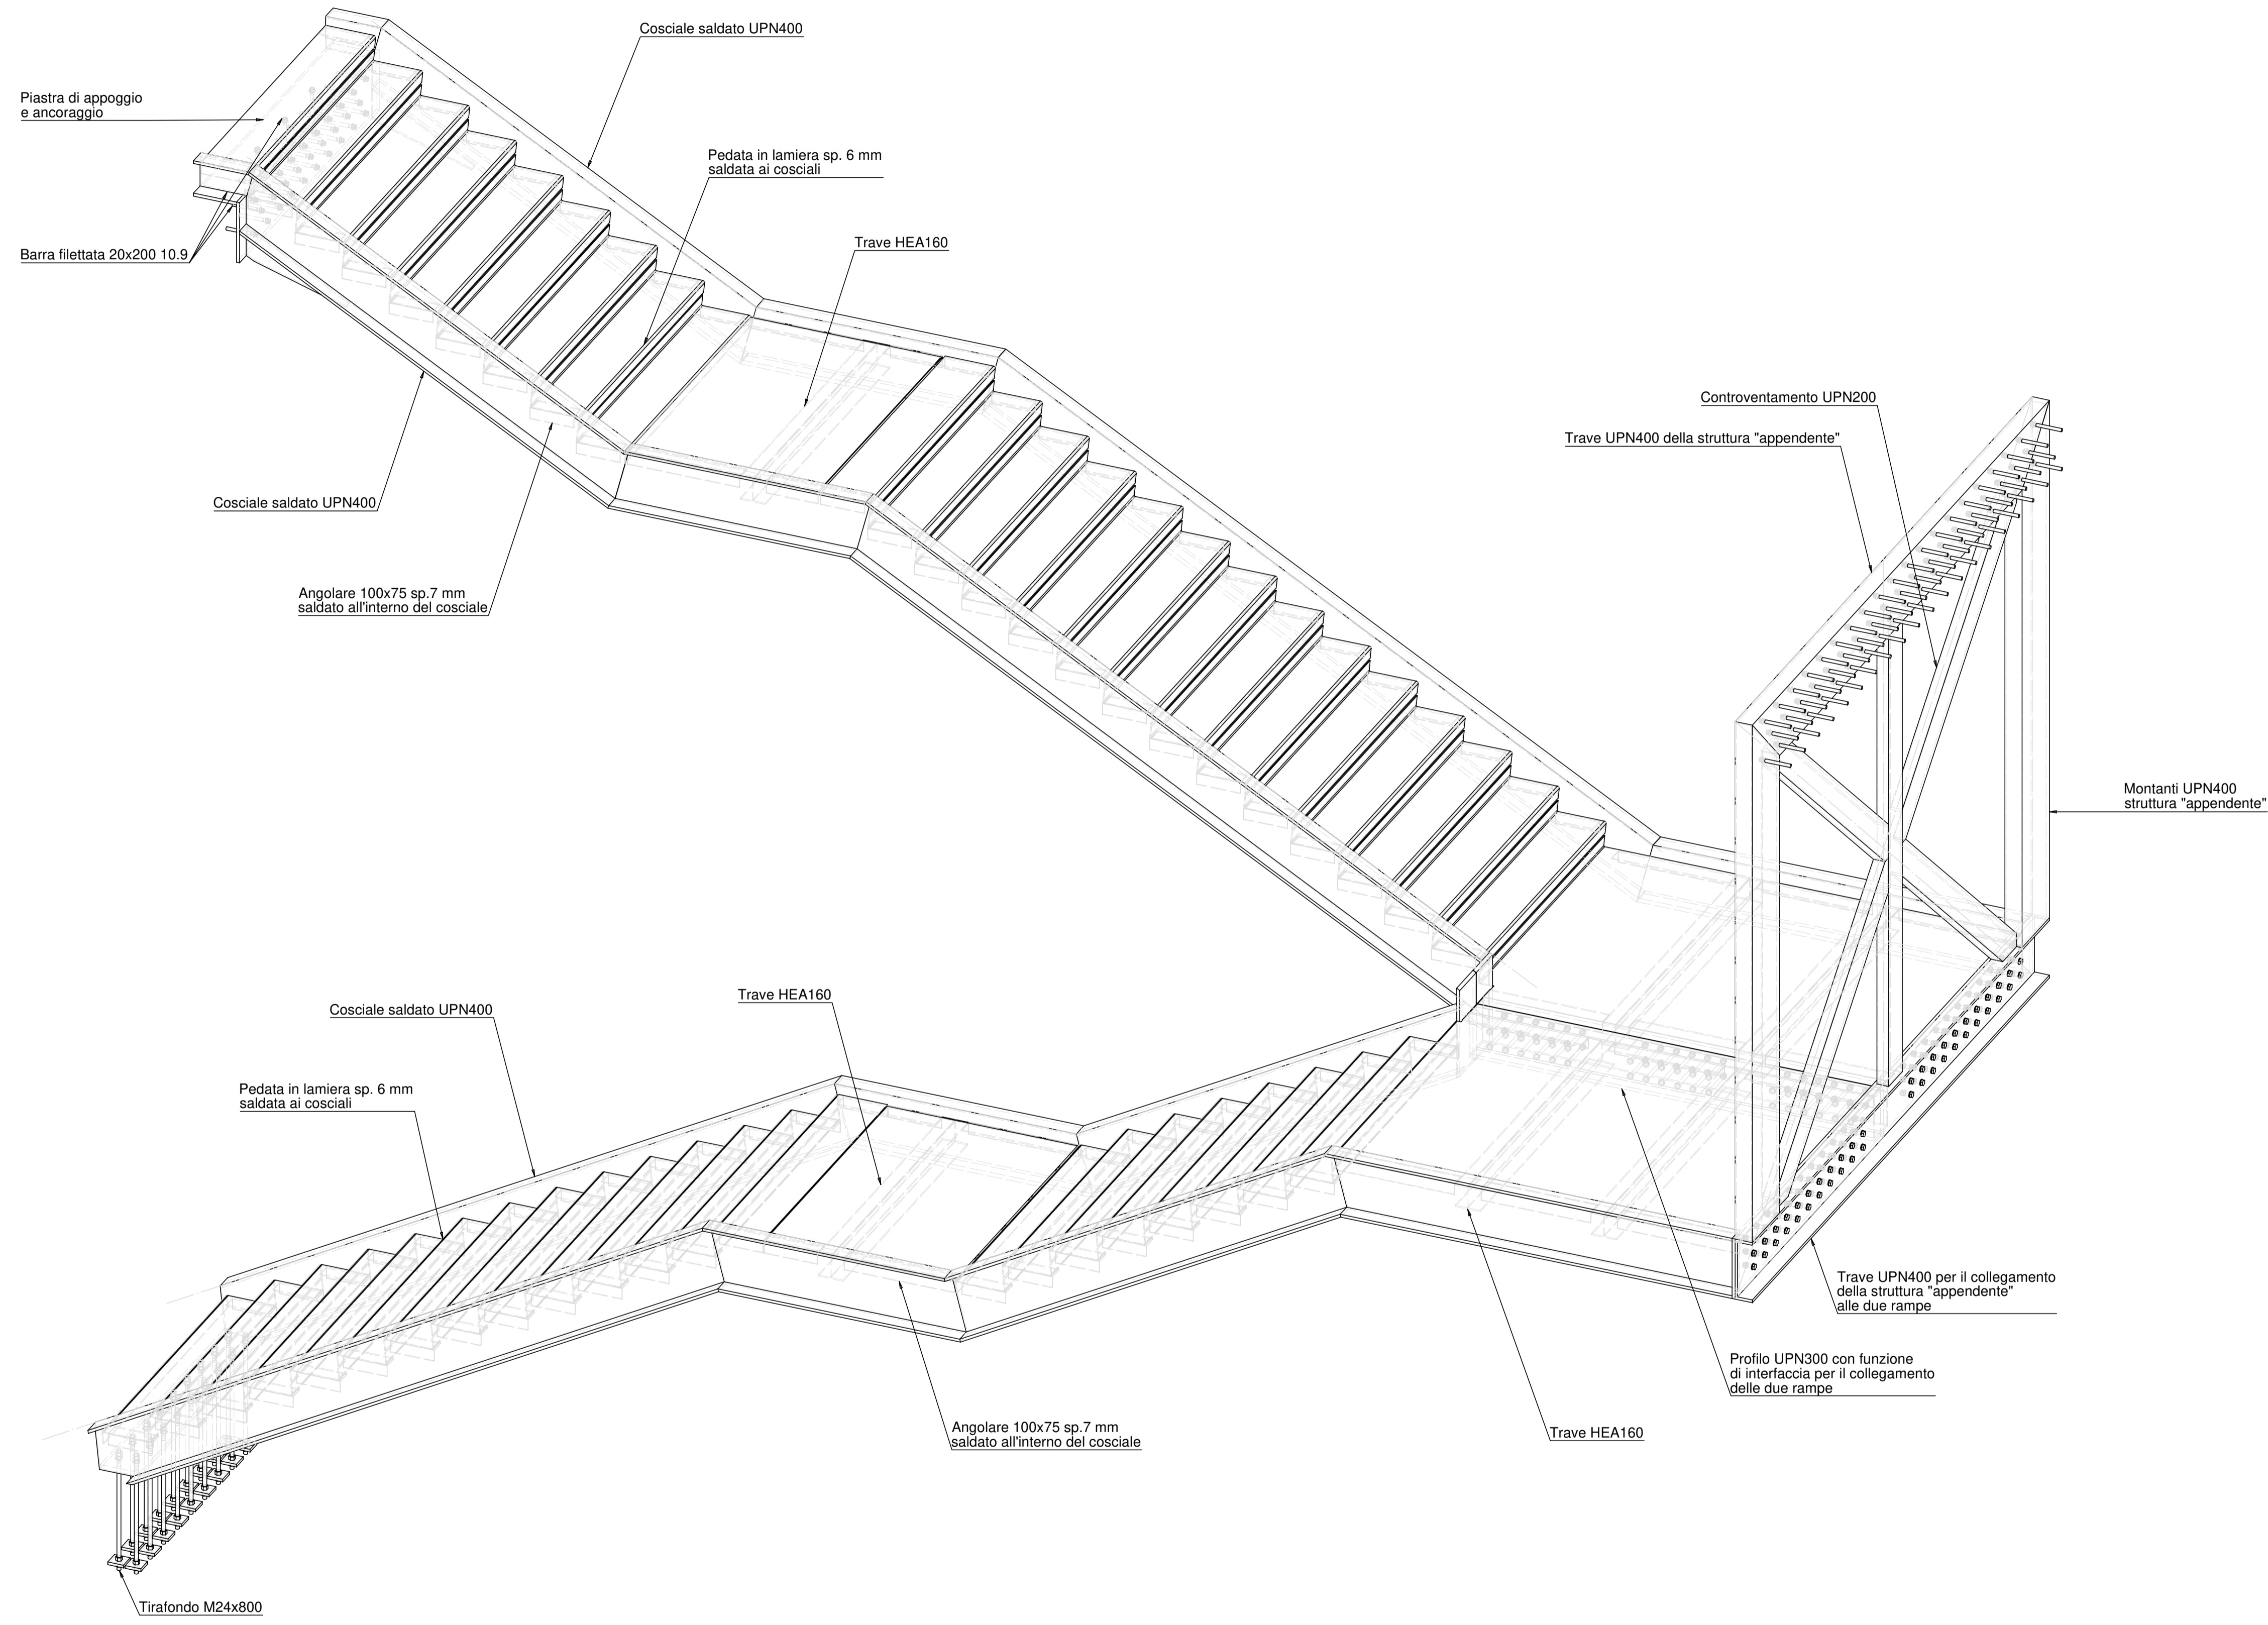 Cosciale saldato UPN400
Piastra di appoggio
e ancoraggio
Pedata in lamiera sp. 6 mm
saldata ai cosciali
Trave HEA160
Barra filettata 20x200 10.9
Controventamento UPN200
Trave UPN400 della struttura "appendente"
Cosciale saldato UPN400
Angolare 100x75 sp.7 mm
saldato all'interno del cosciale
Montanti UPN400
struttura "appendente"
Trave HEA160
Cosciale saldato UPN400
Pedata in lamiera sp. 6 mm
saldata ai cosciali
Trave UPN400 per il collegamento
della struttura "appendente"
alle due rampe
Profilo UPN300 con funzione
di interfaccia per il collegamento
delle due rampe
Angolare 100x75 sp.7 mm
saldato all'interno del cosciale
Trave HEA160
Tirafondo M24x800